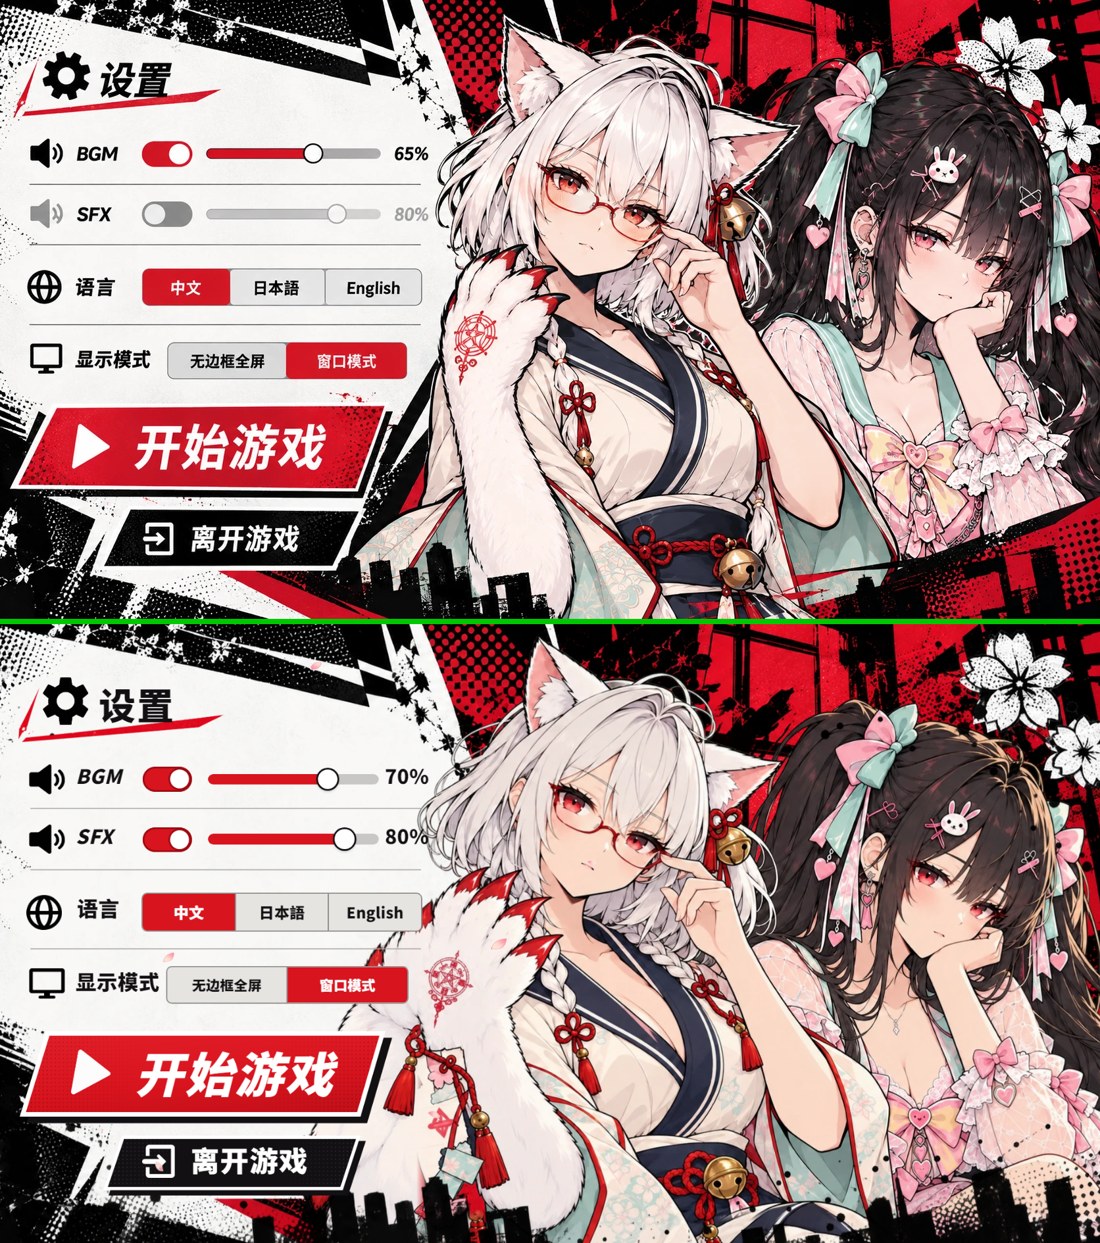 设置
BGM 65%
SFX 80%
语言 中文 日本語 English
显示模式 无边框全屏 窗口模式
开始游戏
离开游戏
设置
BGM 70%
SFX 80%
语言 中文 日本語 English
显示模式 无边框全屏 窗口模式
开始游戏
离开游戏